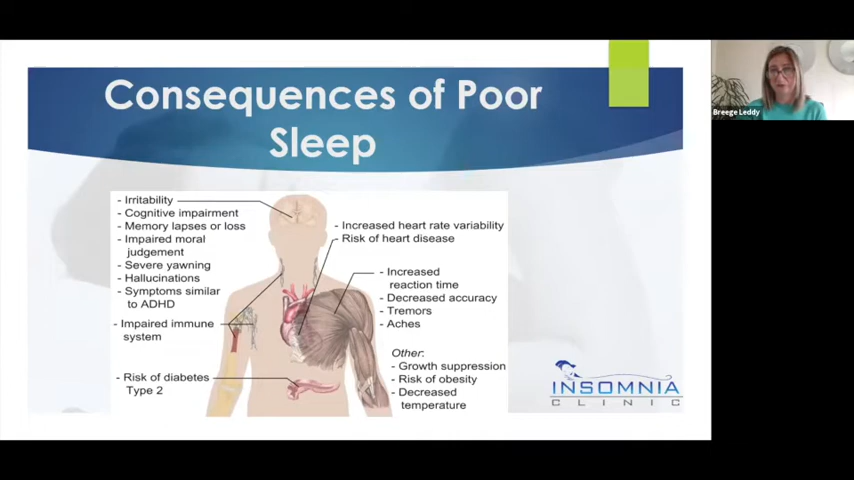 Consequences of Poor
Sleep
- Irritability
- Cognitive impairment
- Memory lapses or loss
- Impaired moral
judgement
- Severe yawning
- Hallucinations
- Symptoms similar
to ADHD
- Impaired immune
system
- Risk of diabetes
Type 2
- Increased heart rate variability
- Risk of heart disease
- Increased
reaction time
- Decreased accuracy
- Tremors
- Aches
Other:
- Growth suppression
- Risk of obesity
- Decreased
temperature
INSOMNIA
CLINIC
Breege Leddy